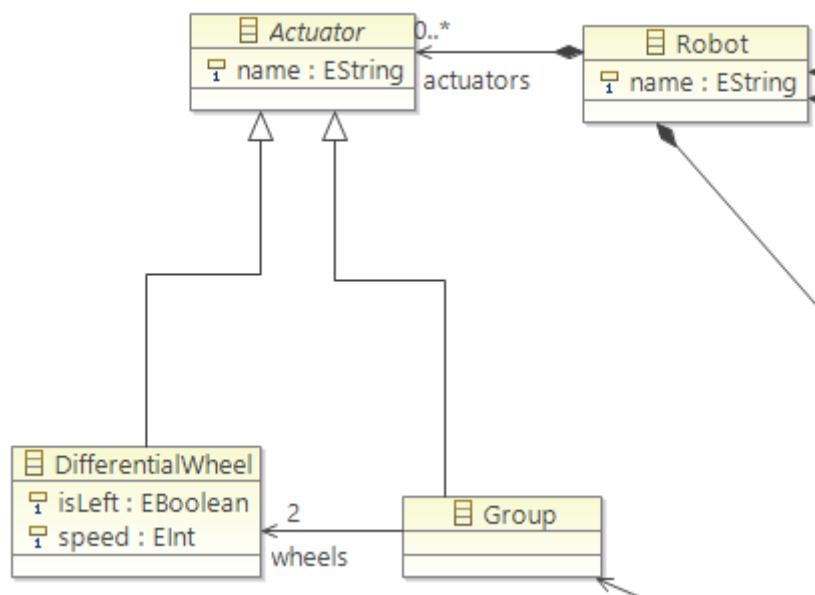 Actuator
name : EString
0..*
actuators
Robot
name : EString
DifferentialWheel
isLeft : EBoolean
speed : EInt
2
wheels
Group